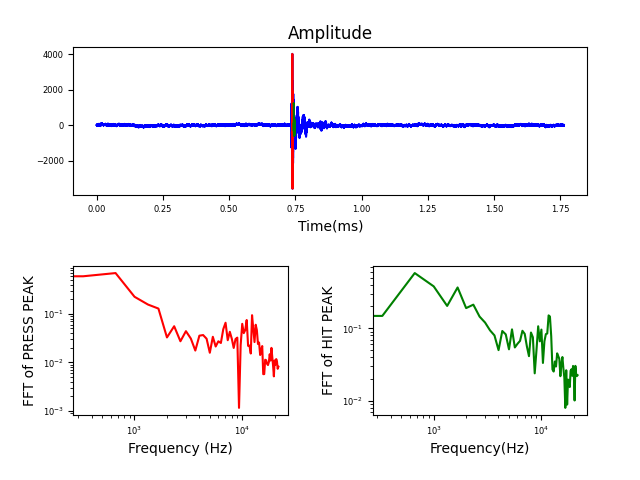 Amplitude
4000
2000
0
−2000
0.00 0.25 0.50 0.75 1.00 1.25 1.50 1.75
Time(ms)
FFT of PRESS PEAK
10⁻¹
10⁻²
10⁻³
10³ 10⁴
Frequency (Hz)
FFT of HIT PEAK
10⁻¹
10⁻²
10³ 10⁴
Frequency(Hz)